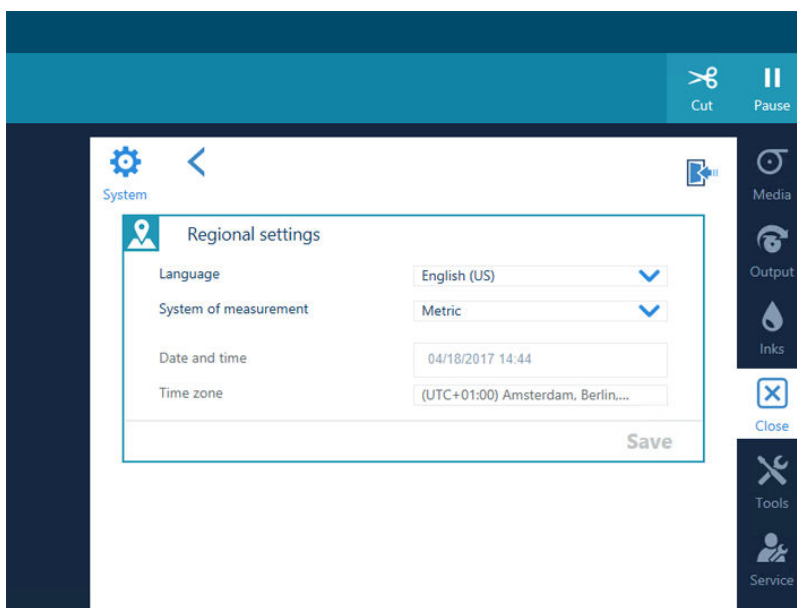 Cut
Pause
System
Media
Regional settings
Language
English (US)
System of measurement
Metric
Date and time
04/18/2017 14:44
Time zone
(UTC+01:00) Amsterdam, Berlin,...
Save
Output
Inks
Close
Tools
Service